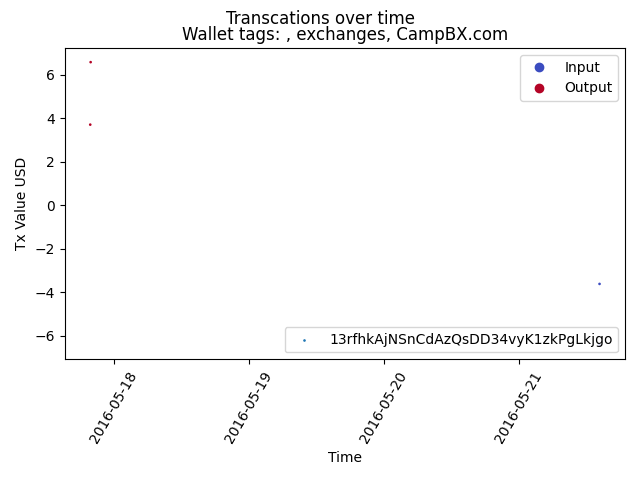 Transcations over time
Wallet tags: , exchanges, CampBX.com
Input
Output
6
4
2
0
−2
−4
−6
Tx Value USD
13rfhkAjNSnCdAzQsDD34vyK1zkPgLkjgo
2016-05-18
2016-05-19
2016-05-20
2016-05-21
Time